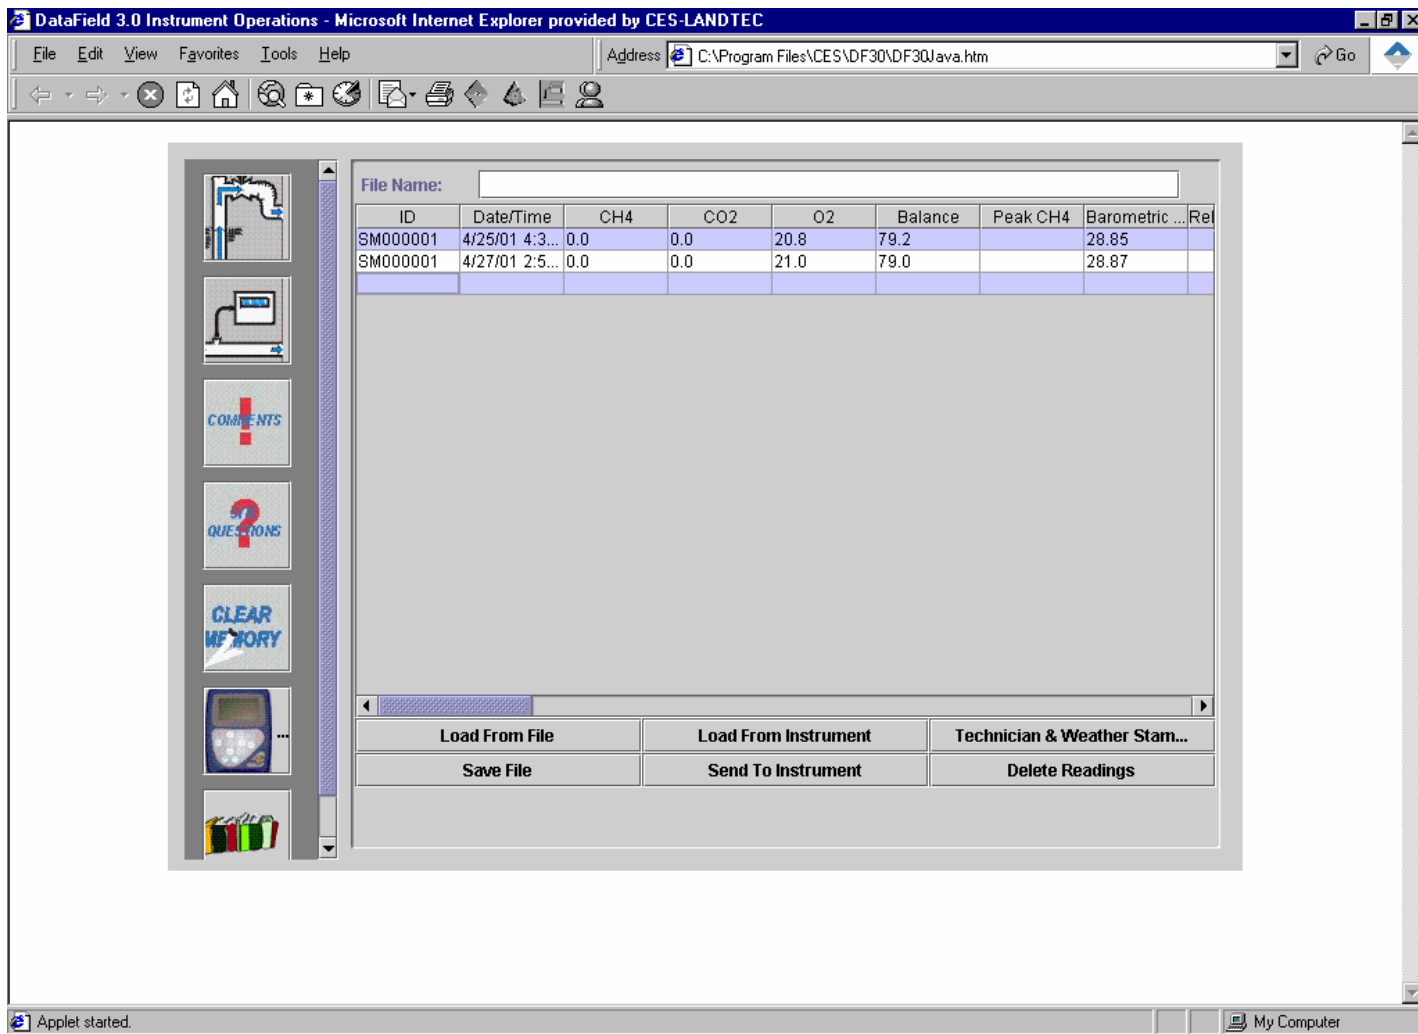 DataField 3.0 Instrument Operations - Microsoft Internet Explorer provided by CES-LANDTEC
File Edit View Favorites Tools Help Address C:\Program Files\CES\DF30\DF30Java.htm Go
File Name:
ID Date/Time CH4 CO2 O2 Balance Peak CH4 Barometric ... Rel
SM000001 4/25/01 4:3... 0.0 0.0 20.8 79.2 28.85
SM000001 4/27/01 2:5... 0.0 0.0 21.0 79.0 28.87
COMMENTS
QUESTIONS
CLEAR
MEMORY
...
Load From File Load From Instrument Technician & Weather Stam...
Save File Send To Instrument Delete Readings
Applet started. My Computer